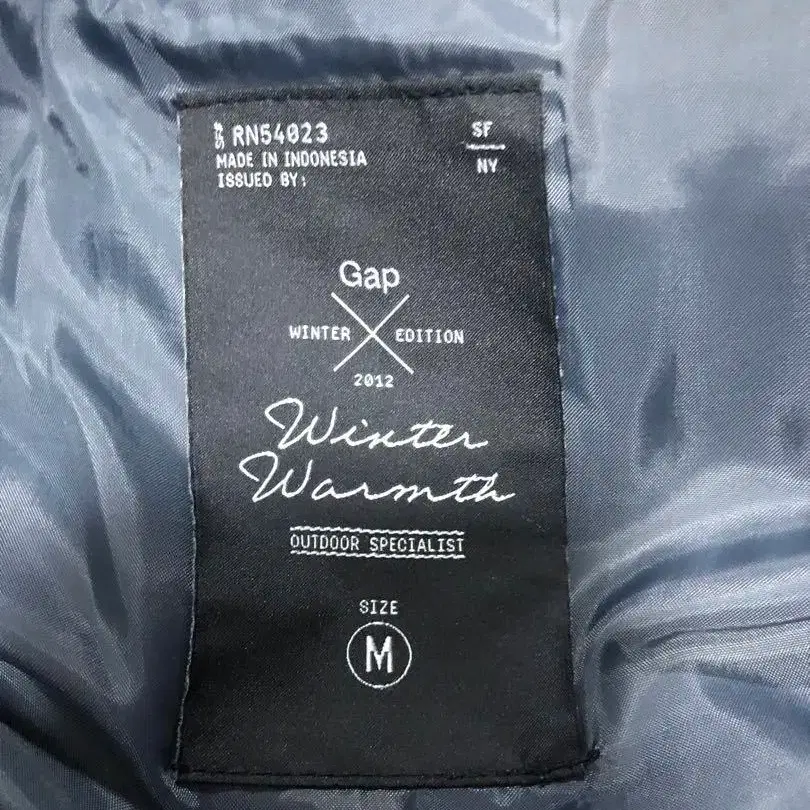 RN54023
MADE IN INDONESIA
ISSUED BY:
SF
NY
Gap
WINTER EDITION
2012
Winter
Warmth
OUTDOOR SPECIALIST
SIZE
M